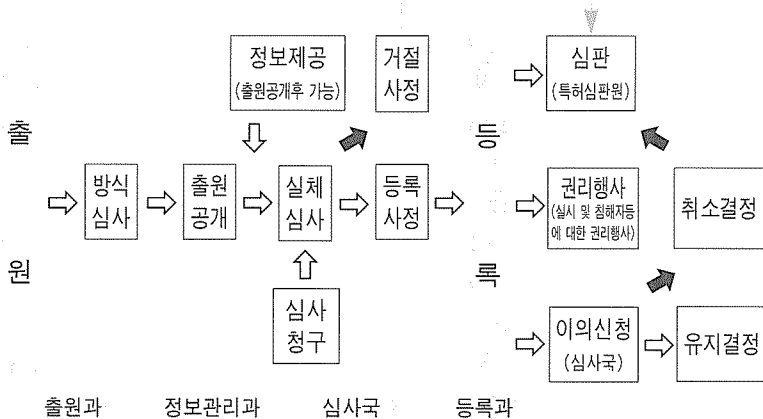 정보제공
(출원공개후 가능)
거절
사정
심판
(특허심판원)
출
원
방식
심사
출원
공개
실체
심사
등록
사정
등
록
권리행사
(실시 및 침해자등
에 대한 권리행사)
취소결정
심사
청구
이의신청
(심사국)
유지결정
출원과
정보관리과
심사국
등록과